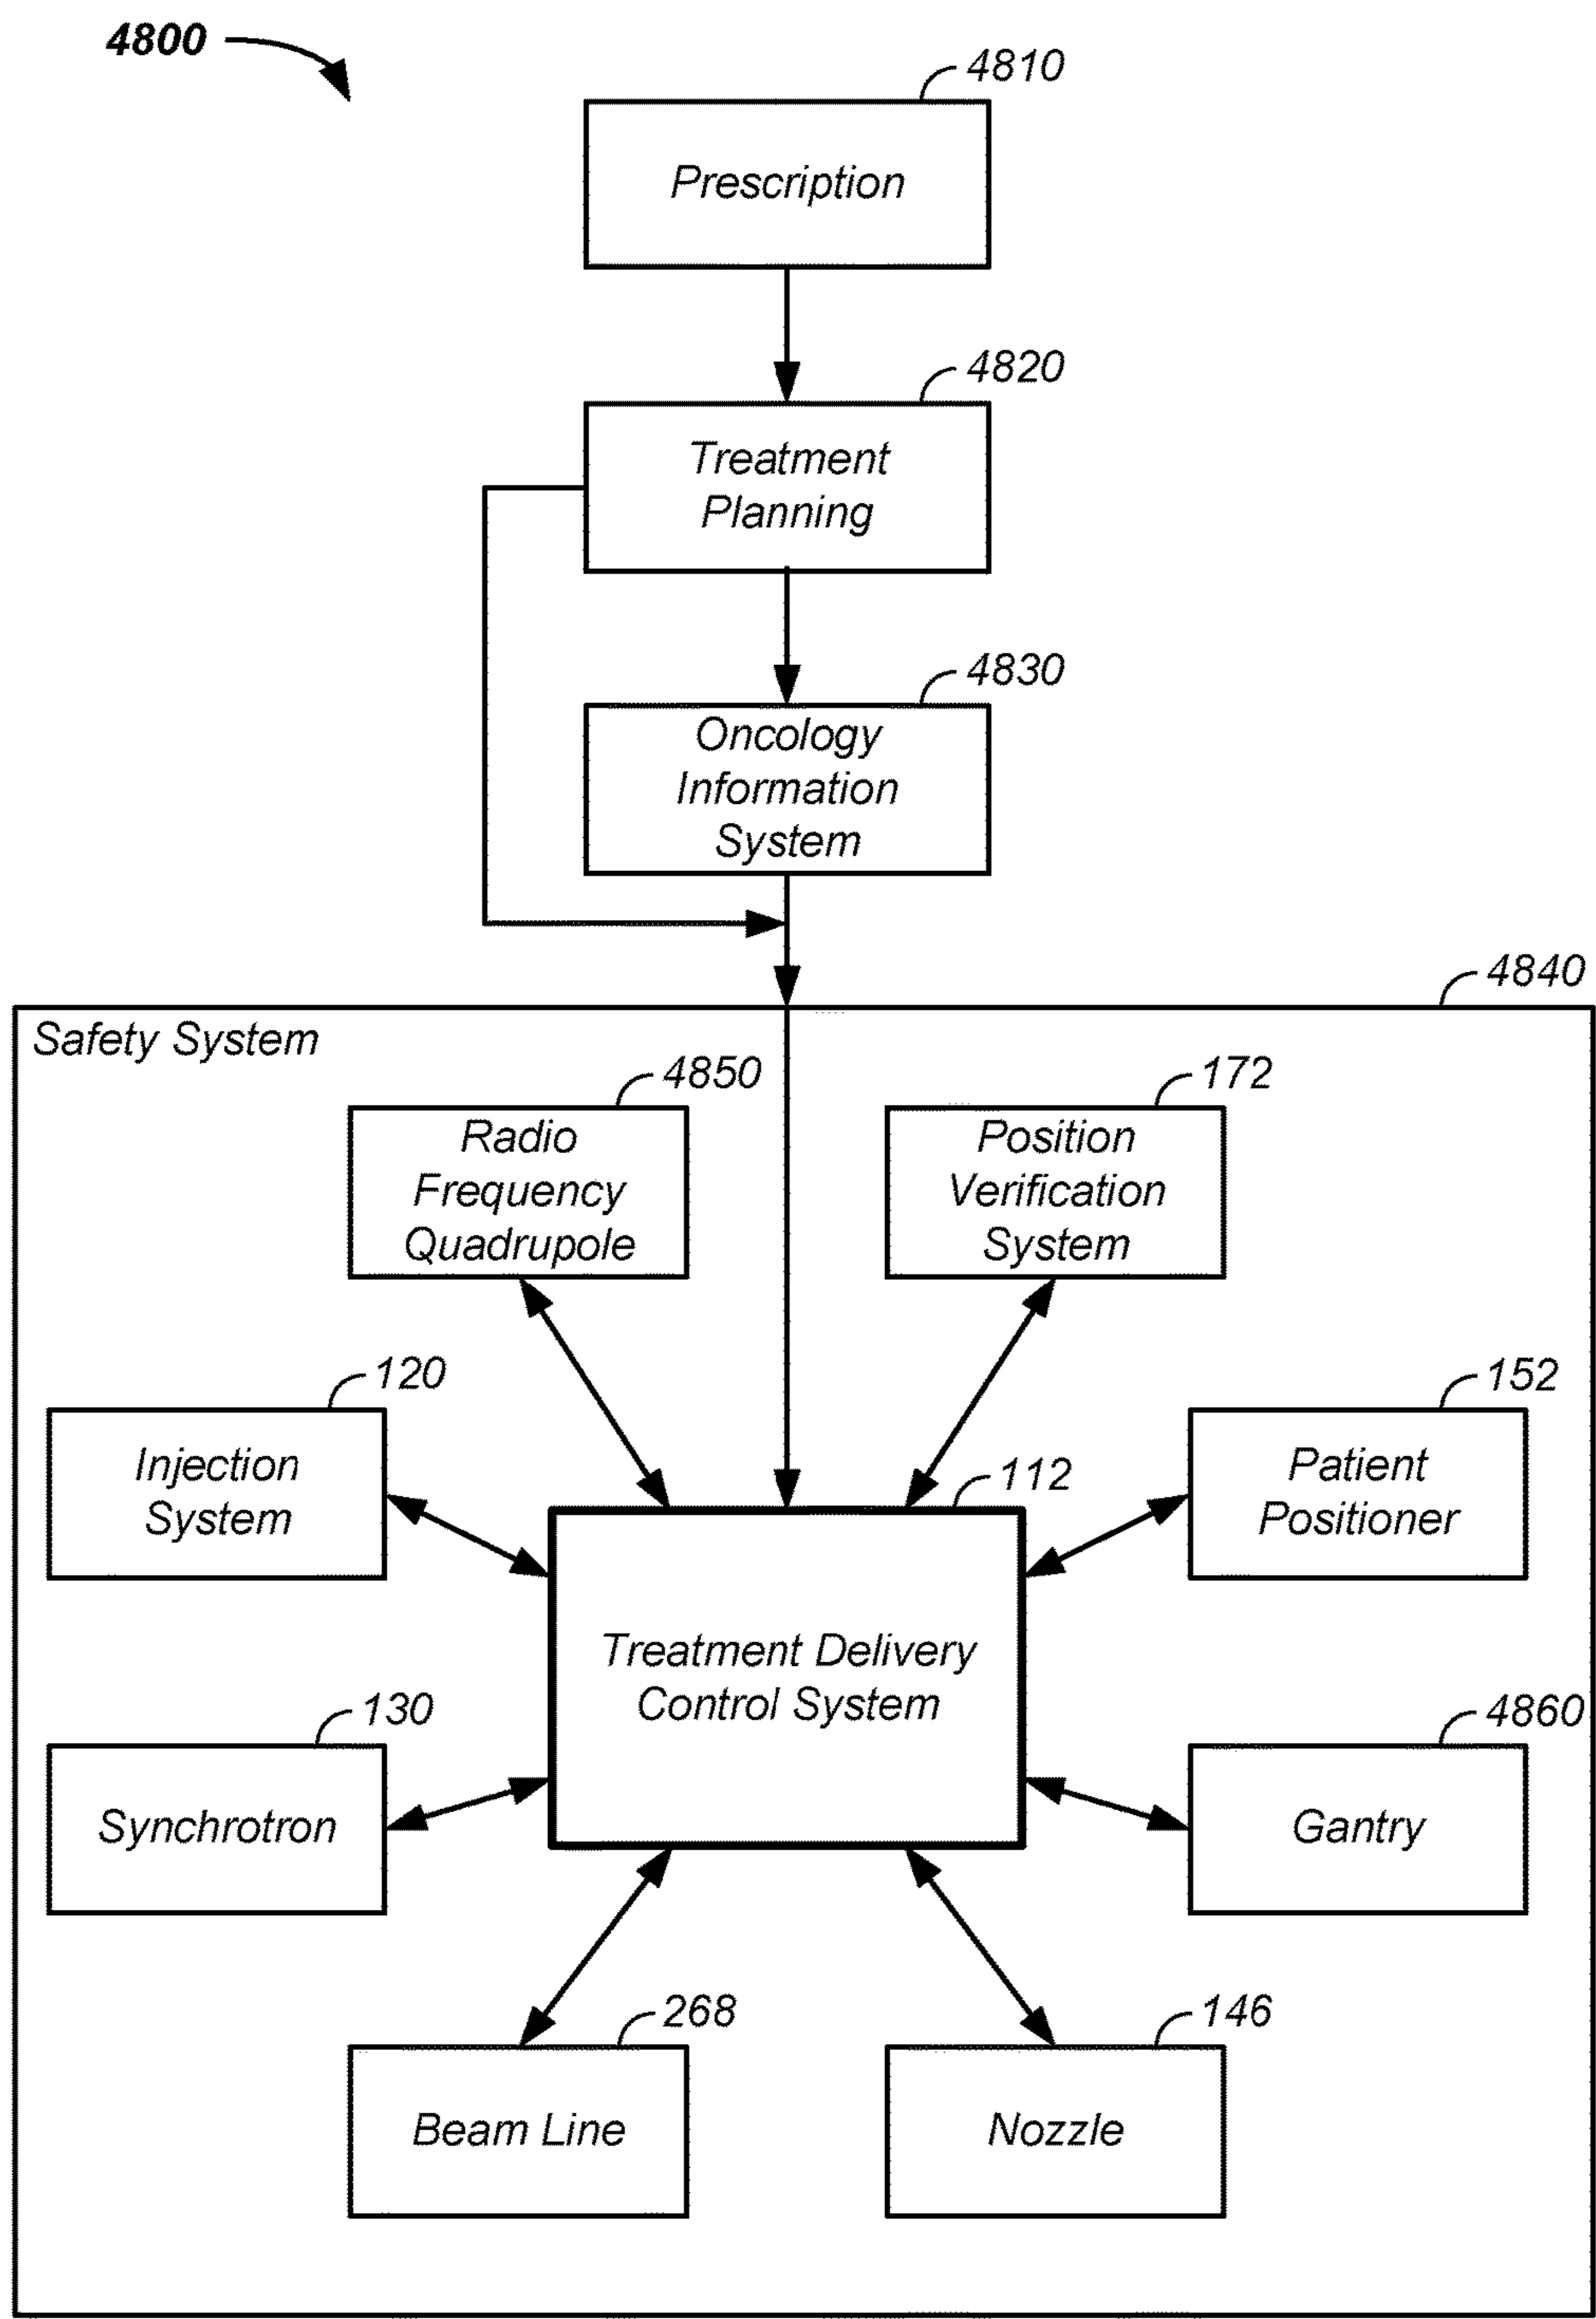 4800
4810
Prescription
4820
Treatment
Planning
4830
Oncology
Information
System
4840
Safety System
4850
Radio
Frequency
Quadrupole
172
Position
Verification
System
120
Injection
System
152
Patient
Positioner
112
Treatment Delivery
Control System
130
Synchrotron
4860
Gantry
268
Beam Line
146
Nozzle